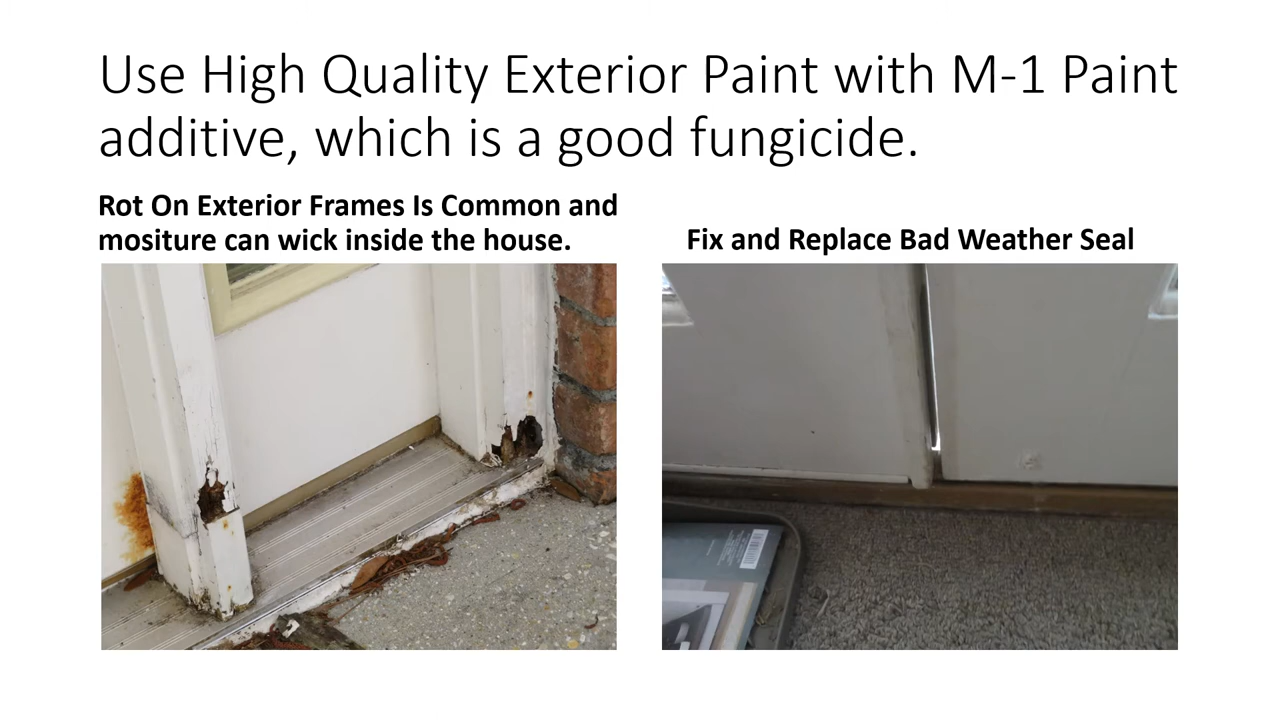 Use High Quality Exterior Paint with M-1 Paint
additive, which is a good fungicide.
Rot On Exterior Frames Is Common and
mositure can wick inside the house.
Fix and Replace Bad Weather Seal